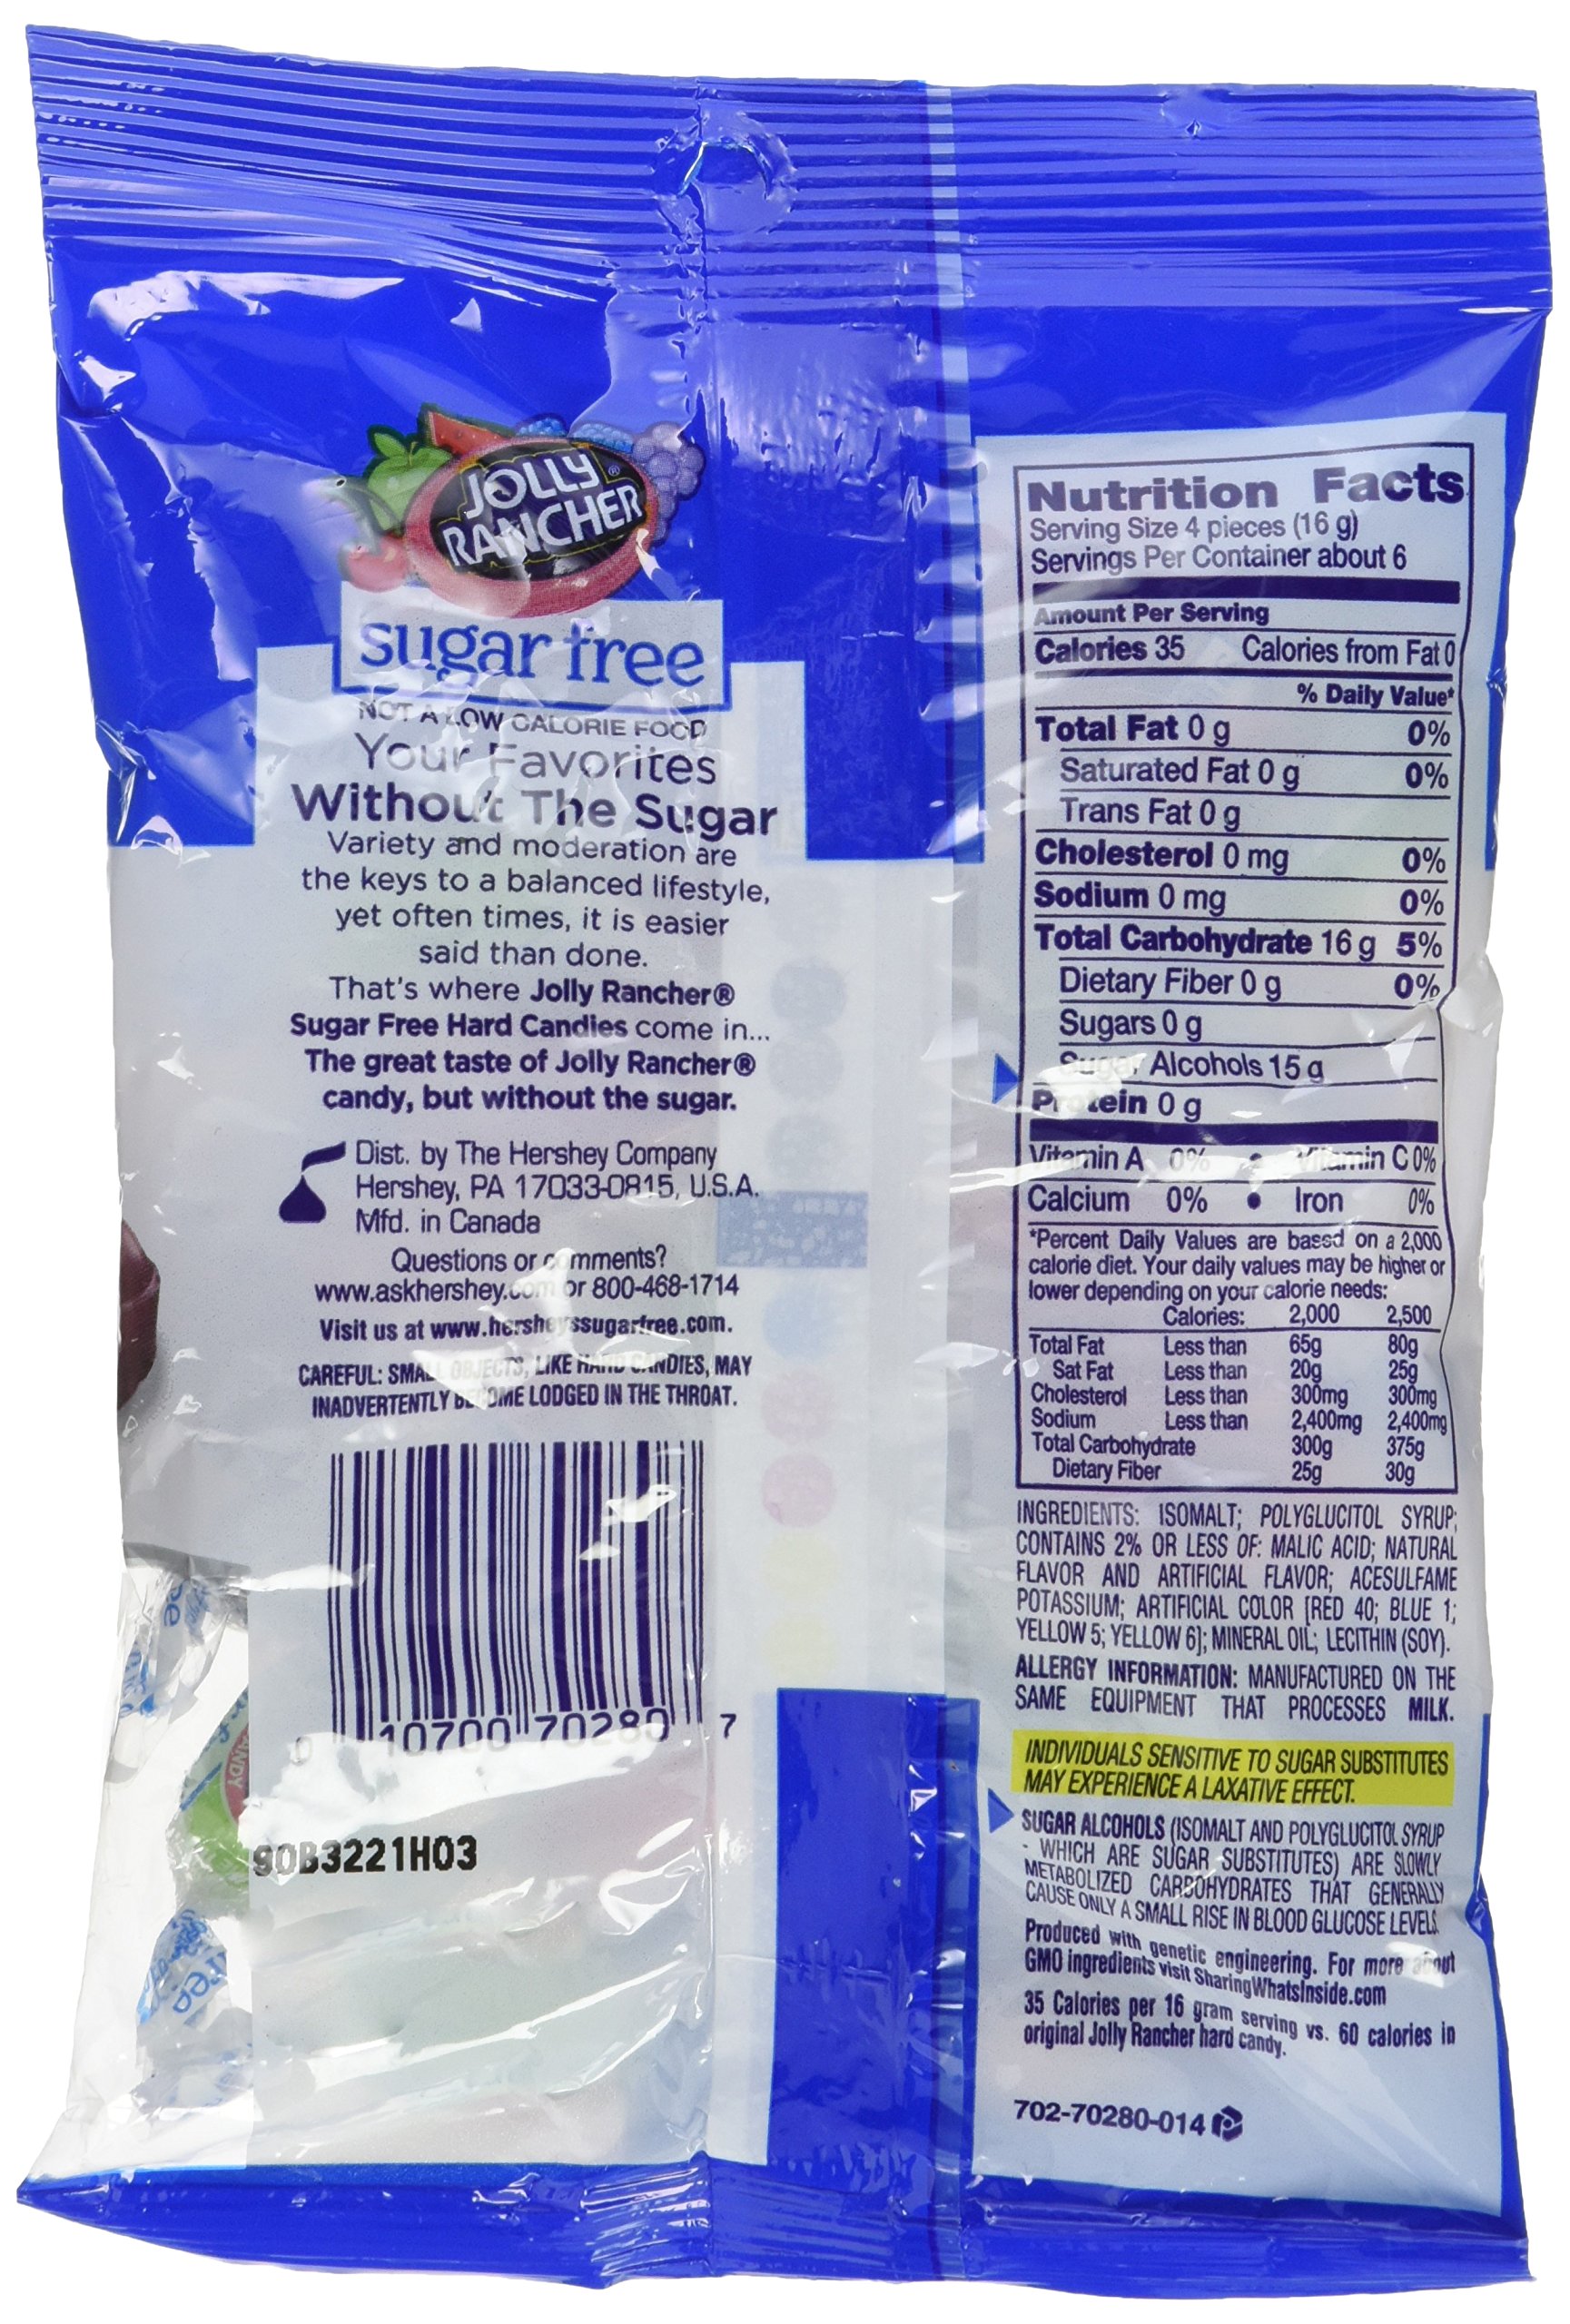 JOLLY
RANCHER
sugar free
NOT A LOW CALORIE FOOD
Your Favorites
Without The Sugar
Variety and moderation are
the keys to a balanced lifestyle,
yet often times, it is easier
said than done.
That's where Jolly Rancher®
Sugar Free Hard Candies come in...
The great taste of Jolly Rancher®
candy, but without the sugar.
Dist. by The Hershey Company
Hershey, PA 17033-0815, U.S.A.
Mfd. in Canada
Questions or comments?
www.askhershey.com or 800-468-1714
Visit us at www.hersheyssugarfree.com.
CAREFUL: SMALL OBJECTS, LIKE HARD CANDIES, MAY
INADVERTENTLY BECOME LODGED IN THE THROAT.
0 10700 70280 7
90B3221H03
Nutrition Facts
Serving Size 4 pieces (16 g)
Servings Per Container about 6
Amount Per Serving
Calories 35 Calories from Fat 0
% Daily Value*
Total Fat 0 g 0%
Saturated Fat 0 g 0%
Trans Fat 0 g
Cholesterol 0 mg 0%
Sodium 0 mg 0%
Total Carbohydrate 16 g 5%
Dietary Fiber 0 g 0%
Sugars 0 g
Sugar Alcohols 15 g
Protein 0 g
Vitamin A 0% • Vitamin C 0%
Calcium 0% • Iron 0%
*Percent Daily Values are based on a 2,000
calorie diet. Your daily values may be higher or
lower depending on your calorie needs:
Calories: 2,000 2,500
Total Fat Less than 65g 80g
Sat Fat Less than 20g 25g
Cholesterol Less than 300mg 300mg
Sodium Less than 2,400mg 2,400mg
Total Carbohydrate 300g 375g
Dietary Fiber 25g 30g
INGREDIENTS: ISOMALT; POLYGLUCITOL SYRUP;
CONTAINS 2% OR LESS OF: MALIC ACID; NATURAL
FLAVOR AND ARTIFICIAL FLAVOR; ACESULFAME
POTASSIUM; ARTIFICIAL COLOR [RED 40; BLUE 1;
YELLOW 5; YELLOW 6]; MINERAL OIL; LECITHIN (SOY).
ALLERGY INFORMATION: MANUFACTURED ON THE
SAME EQUIPMENT THAT PROCESSES MILK.
INDIVIDUALS SENSITIVE TO SUGAR SUBSTITUTES
MAY EXPERIENCE A LAXATIVE EFFECT.
SUGAR ALCOHOLS (ISOMALT AND POLYGLUCITOL SYRUP
- WHICH ARE SUGAR SUBSTITUTES) ARE SLOWLY
METABOLIZED CARBOHYDRATES THAT GENERALLY
CAUSE ONLY A SMALL RISE IN BLOOD GLUCOSE LEVELS.
Produced with genetic engineering. For more about
GMO ingredients visit SharingWhatsInside.com
35 Calories per 16 gram serving vs. 60 calories in
original Jolly Rancher hard candy.
702-70280-014